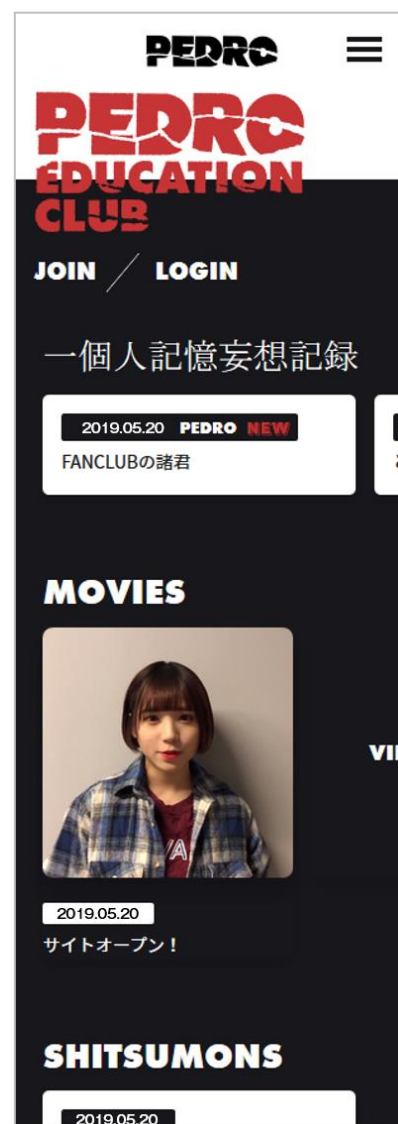 PEDRO
PEDRO
EDUCATION
CLUB
JOIN / LOGIN
一個人記憶妄想記録
2019.05.20 PEDRO NEW
FANCLUBの諸君
MOVIES
2019.05.20
サイトオープン！
SHITSUMONS
2019.05.20